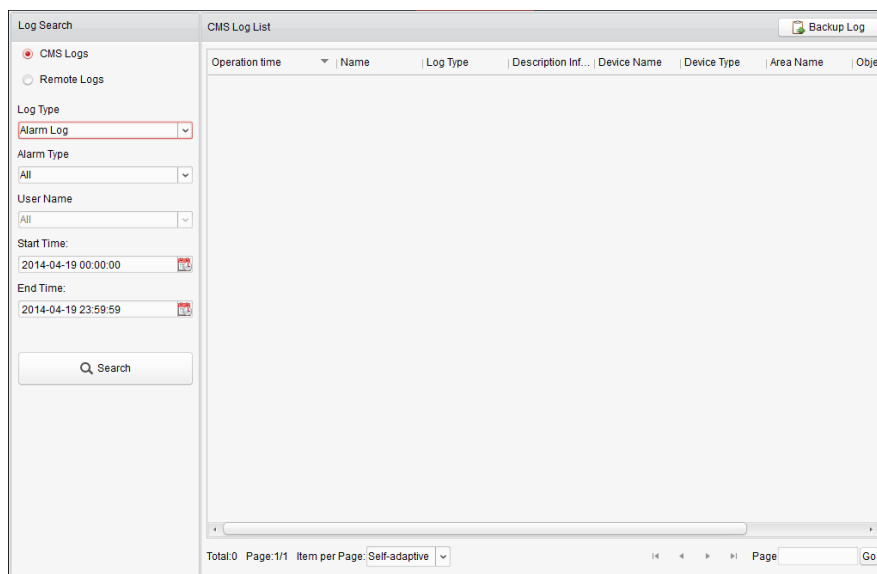 Log Search
CMS Logs
Remote Logs
Log Type
Alarm Log
Alarm Type
All
User Name
All
Start Time:
2014-04-19 00:00:00
End Time:
2014-04-19 23:59:59
Search
CMS Log List
Backup Log
Operation time Name Log Type Description Inf... Device Name Device Type Area Name Obje
Total:0 Page:1/1 Item per Page: Self-adaptive Page Go